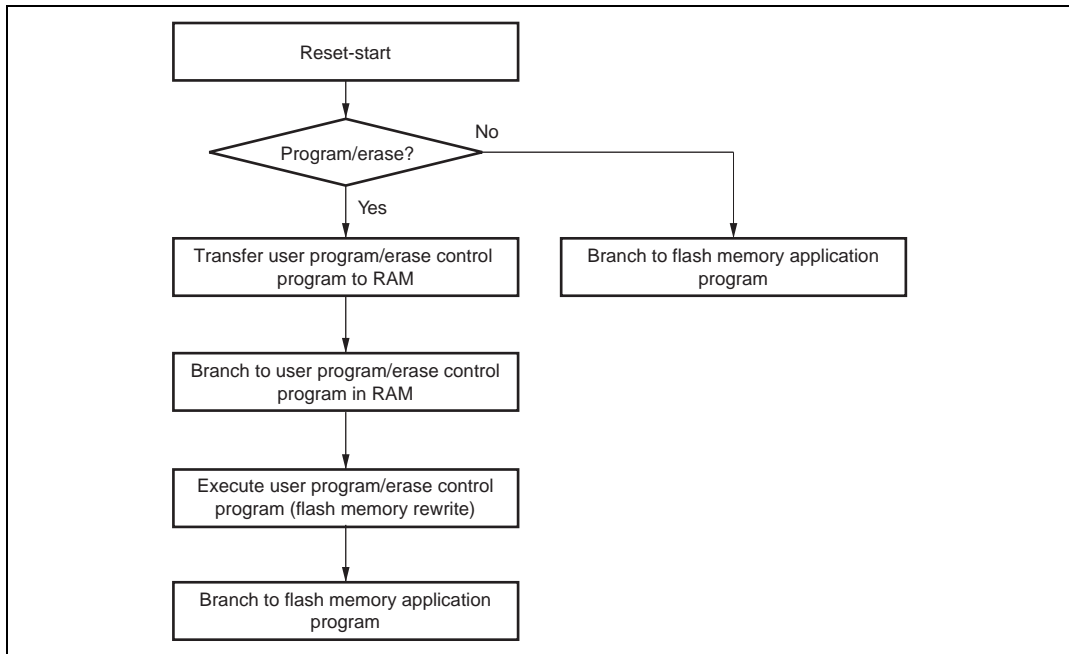 Reset-start
Program/erase?
No
Yes
Transfer user program/erase control
program to RAM
Branch to flash memory application
program
Branch to user program/erase control
program in RAM
Execute user program/erase control
program (flash memory rewrite)
Branch to flash memory application
program